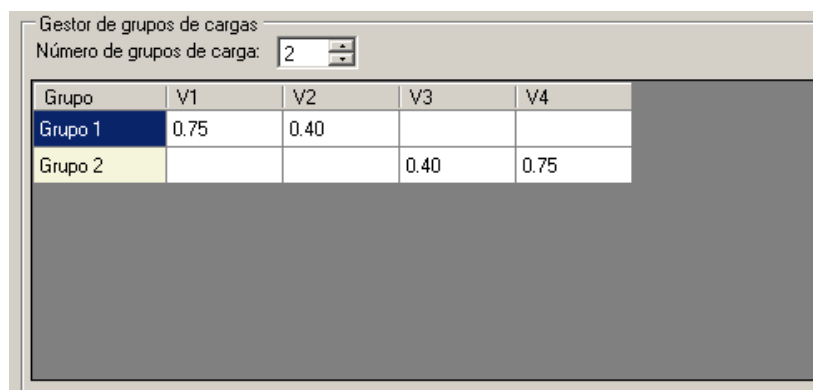 Gestor de grupos de cargas
Número de grupos de carga: 2
Grupo V1 V2 V3 V4
Grupo 1 0.75 0.40
Grupo 2 0.40 0.75